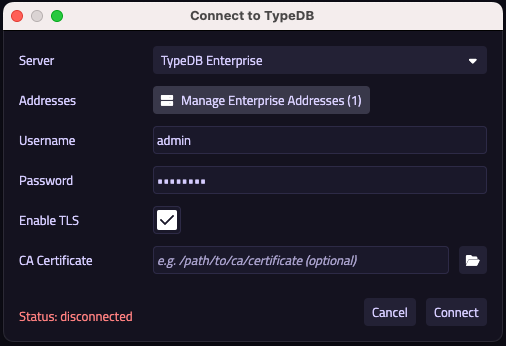 Connect to TypeDB
Server TypeDB Enterprise
Addresses Manage Enterprise Addresses (1)
Username admin
Password ••••••••
Enable TLS
CA Certificate e.g. /path/to/ca/certificate (optional)
Status: disconnected Cancel Connect